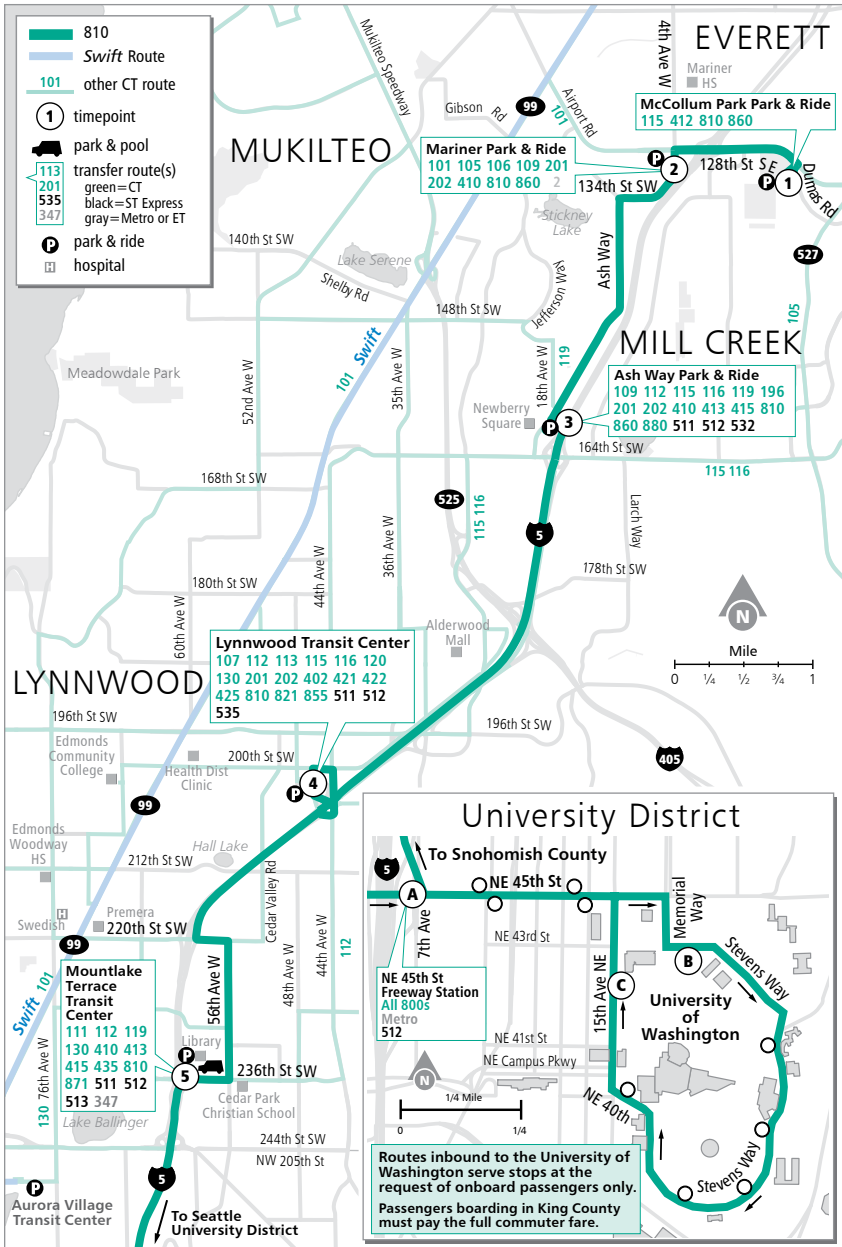 810
Swift Route
101 other CT route
1 timepoint
park & pool
113 transfer route(s)
201 green=CT
535 black=ST Express
347 gray=Metro or ET
P park & ride
H hospital
EVERETT
4th Ave W
Mariner
HS
McCollum Park Park & Ride
115 412 810 860
Mukilteo Speedway
Gibson Rd
99
101
Airport Rd
MUKILTEO
Mariner Park & Ride
101 105 106 109 201
202 410 810 860 2
P
2
128th St SE
P
1
Dumas Rd
134th St SW
Stickney
Lake
140th St SW
Lake Serene
Shelby Rd
Ash Way
527
105
Jefferson Way
148th St SW
Swift
101
119
18th Ave W
MILL CREEK
Meadowdale Park
52nd Ave W
35th Ave W
Ash Way Park & Ride
109 112 115 116 119 196
201 202 410 413 415 810
860 880 511 512 532
Newberry
Square
P
3
164th St SW
115 116
168th St SW
525
115 116
Larch Way
5
44th Ave W
36th Ave W
178th St SW
180th St SW
60th Ave W
Alderwood
Mall
N
Mile
0 ¼ ½ ¾ 1
Lynnwood Transit Center
107 112 113 115 116 120
130 201 202 402 421 422
425 810 821 855 511 512
535
LYNNWOOD
196th St SW
196th St SW
Edmonds
Community
College
200th St SW
Health Dist
Clinic
4
P
405
99
Edmonds
Woodway
HS
Hall Lake
212th St SW
Cedar Valley Rd
Swedish
H
Premera
220th St SW
99
112
56th Ave W
48th Ave W
44th Ave W
Mountlake
Terrace
Transit
Center
111 112 119
130 410 413
415 435 810
871 511 512
513 347
Swift 101
Library
P
5
236th St SW
Cedar Park
Christian School
76th Ave W
130
Lake Ballinger
244th St SW
NW 205th St
5
P
Aurora Village
Transit Center
To Seattle
University District
University District
5
To Snohomish County
NE 45th St
A
7th Ave
Memorial
Way
NE 43rd St
B
Stevens Way
NE 45th St
Freeway Station
All 800s
Metro
512
15th Ave NE
C
University
of
Washington
NE 41st St
NE Campus Pkwy
N
NE 40th
1/4 Mile
0 1/4
Stevens Way
Routes inbound to the University of
Washington serve stops at the
request of onboard passengers only.
Passengers boarding in King County
must pay the full commuter fare.